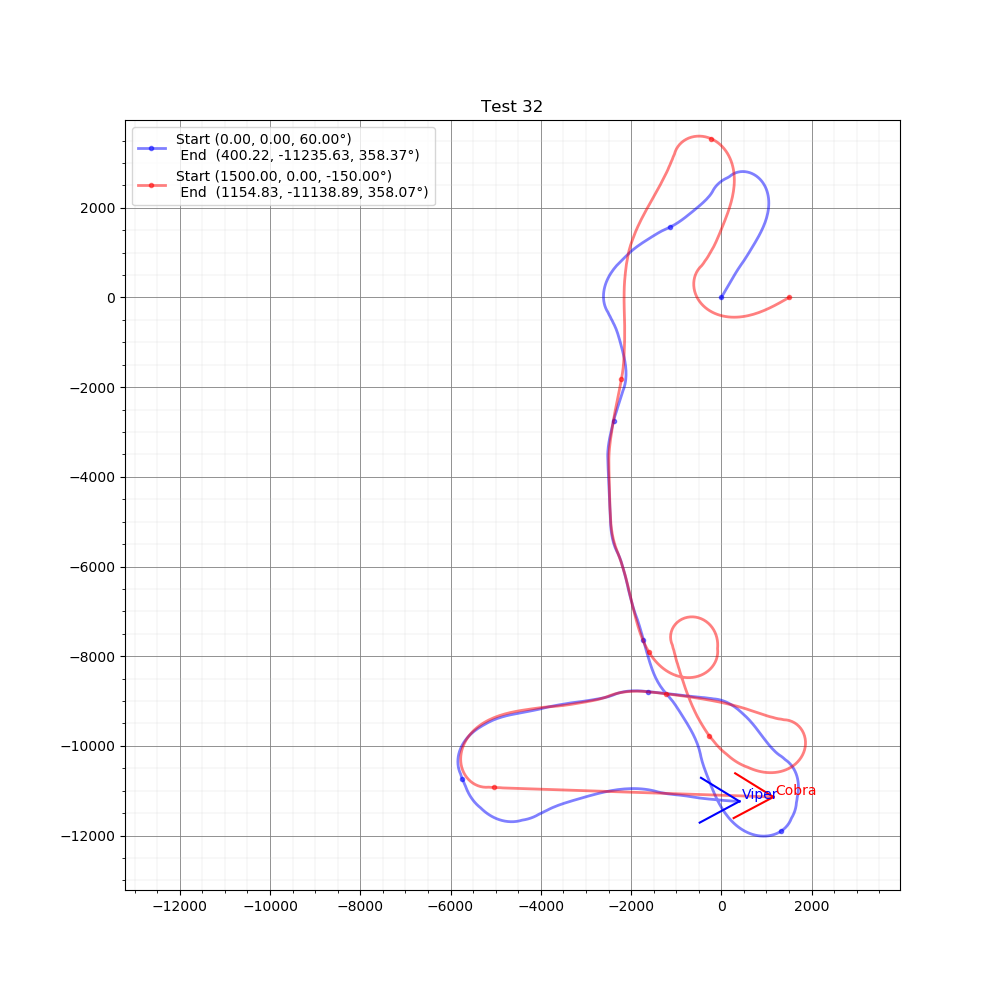 Test 32
Start (0.00, 0.00, 60.00°)
End  (400.22, -11235.63, 358.37°)
Start (1500.00, 0.00, -150.00°)
End  (1154.83, -11138.89, 358.07°)
2000
0
−2000
−4000
−6000
−8000
−10000
−12000
Viper
Cobra
−12000 −10000 −8000 −6000 −4000 −2000 0 2000